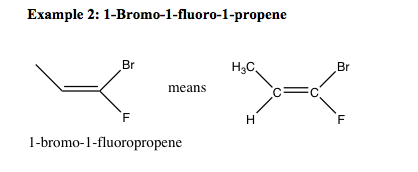 Example 2: 1-Bromo-1-fluoro-1-propene
Br
F
means
H₃C
Br
C
C
H
F
1-bromo-1-fluoropropene